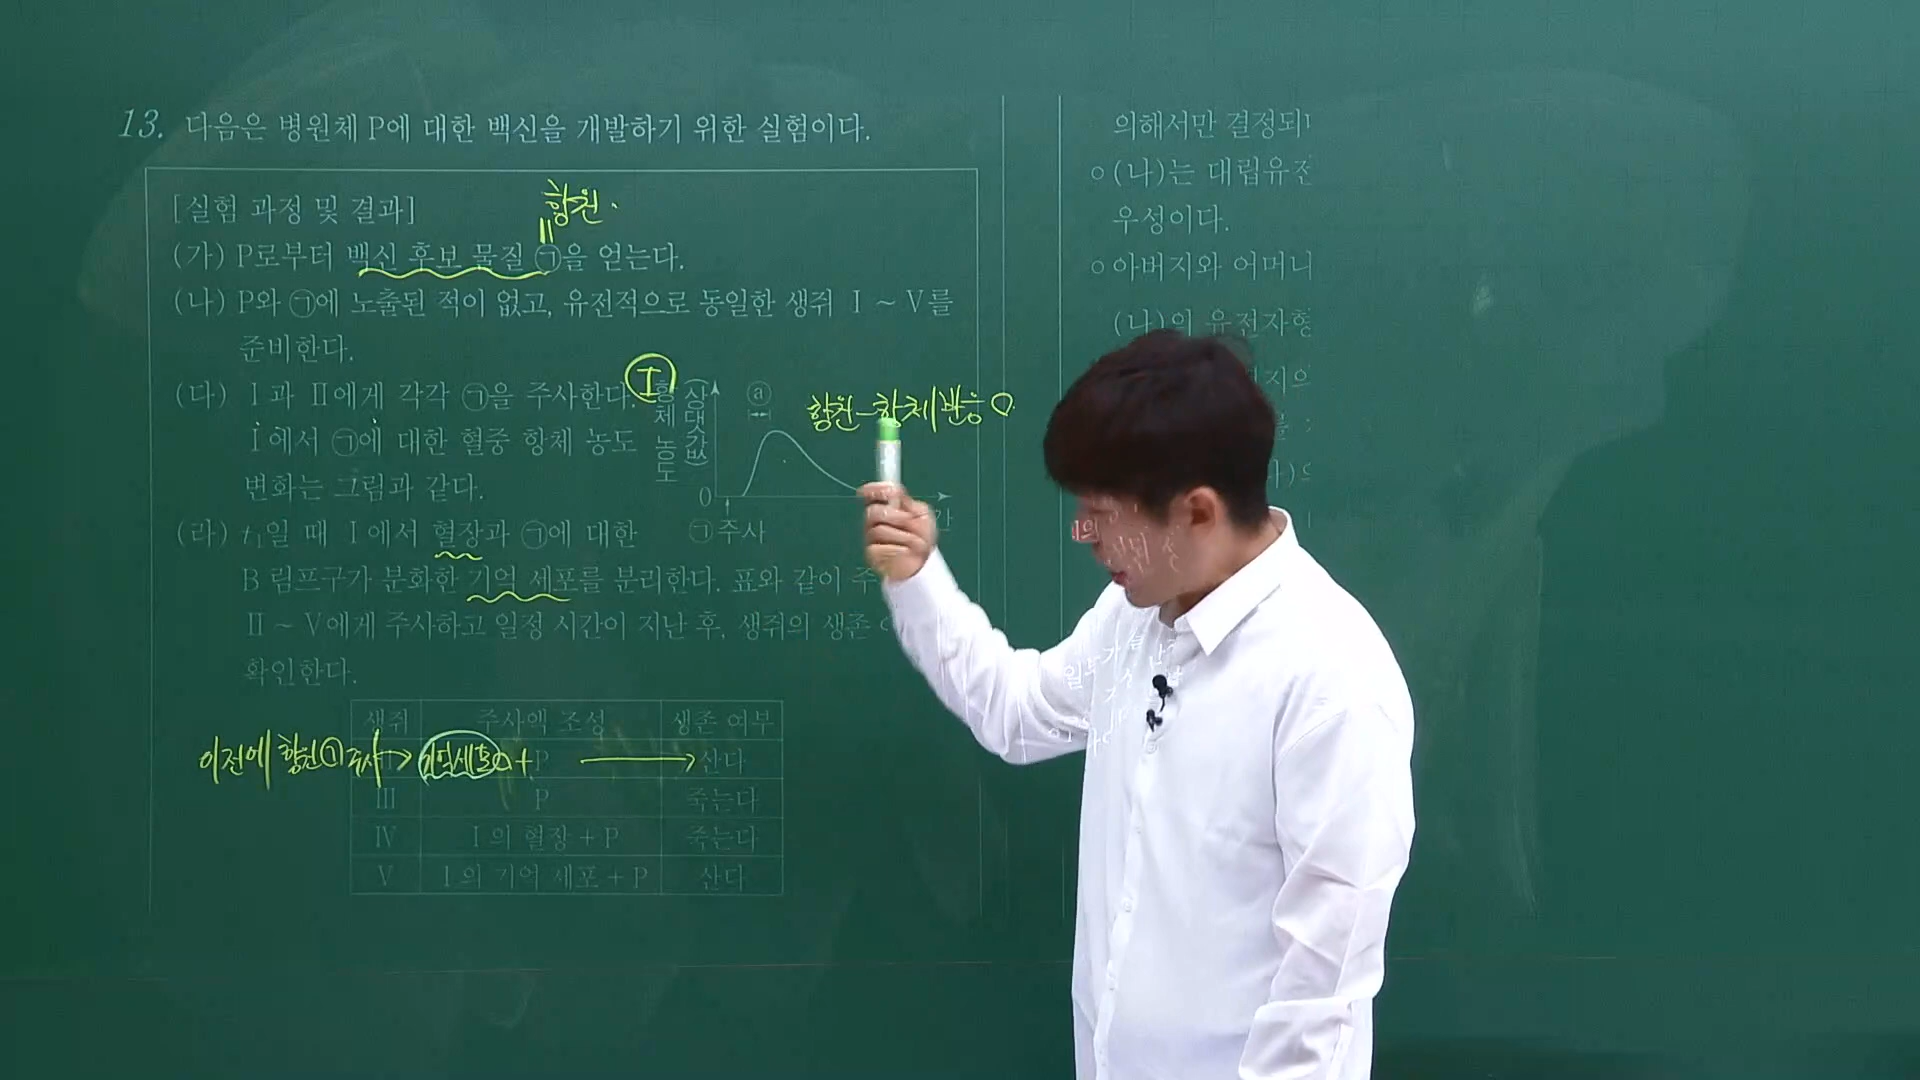 13. 다음은 병원체 P에 대한 백신을 개발하기 위한 실험이다.
[실험 과정 및 결과]
항원.
(가) P로부터 백신 후보 물질 ㉠을 얻는다.
(나) P와 ㉠에 노출된 적이 없고, 유전적으로 동일한 생쥐 Ⅰ ~ Ⅴ를
준비한다.
(다) Ⅰ과 Ⅱ에게 각각 ㉠을 주사한다.
Ⅰ에서 ㉠에 대한 혈중 항체 농도
변화는 그림과 같다.
Ⅰ
항체 농도
(상댓값)
ⓐ
항원-항체 반응 O.
0
㉠주사
(라) t₁일 때 Ⅰ에서 혈장과 ㉠에 대한
B 림프구가 분화한 기억 세포를 분리한다. 표와 같이 주
Ⅱ ~ Ⅴ에게 주사하고 일정 시간이 지난 후, 생쥐의 생존
확인한다.
생쥐 주사액 조성 생존 여부
이전에 항원㉠ 주사 → 기억세포O + P → 산다
Ⅲ P 죽는다
Ⅳ Ⅰ의 혈장 + P 죽는다
Ⅴ Ⅰ의 기억 세포 + P 산다
의해서만 결정되
○(나)는 대립유전
우성이다.
○아버지와 어머니
(나)의 유전자형